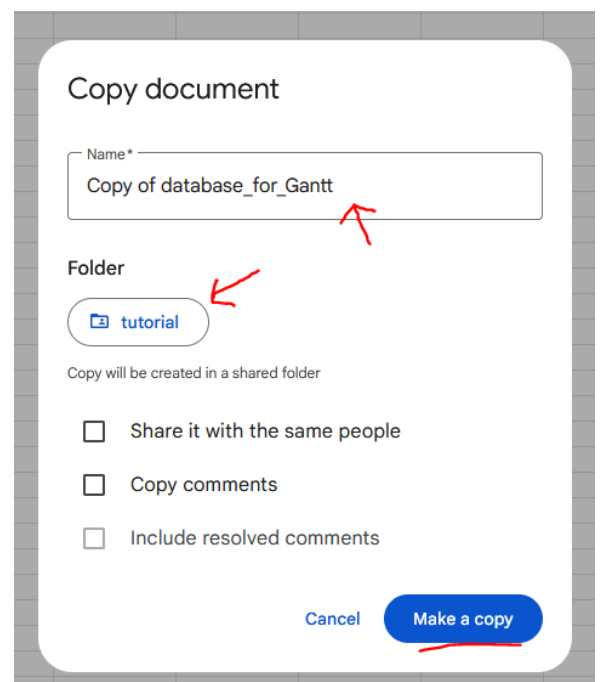 Copy document
Name*
Copy of database_for_Gantt
Folder
tutorial
Copy will be created in a shared folder
Share it with the same people
Copy comments
Include resolved comments
Cancel
Make a copy